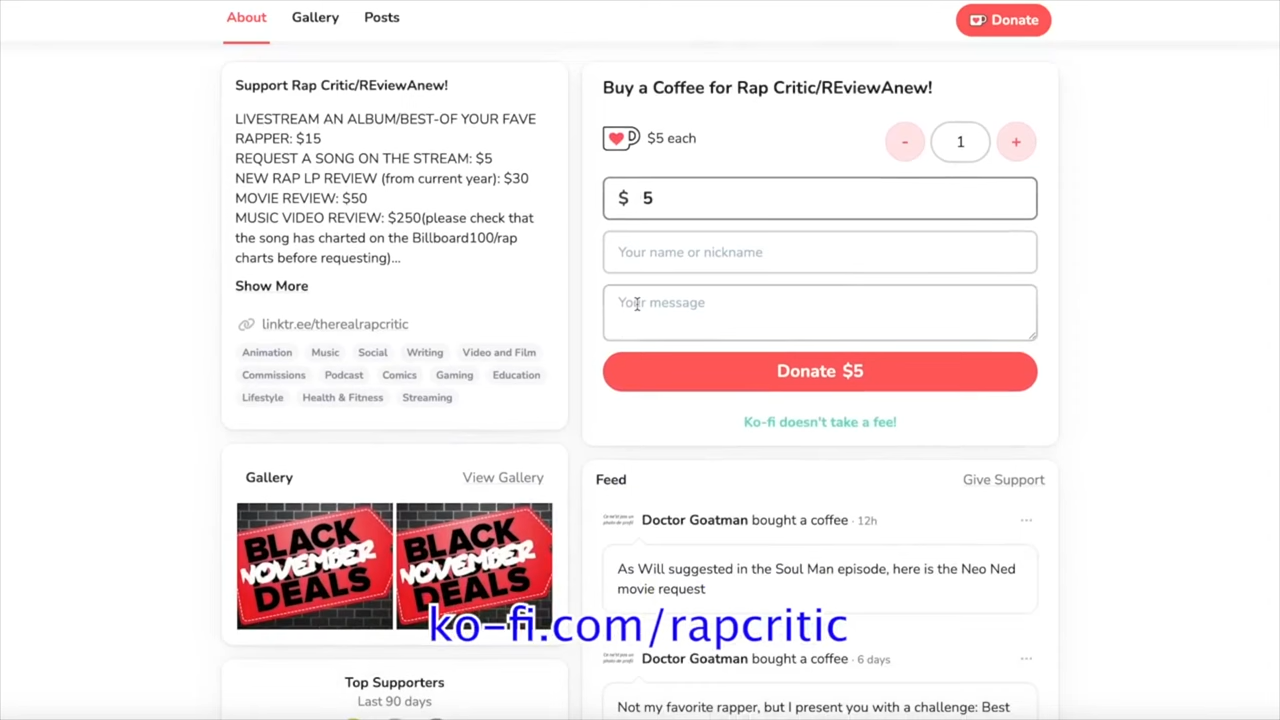 About
Gallery
Posts
Donate
Support Rap Critic/REviewAnew!
LIVESTREAM AN ALBUM/BEST-OF YOUR FAVE
RAPPER: $15
REQUEST A SONG ON THE STREAM: $5
NEW RAP LP REVIEW (from current year): $30
MOVIE REVIEW: $50
MUSIC VIDEO REVIEW: $250(please check that
the song has charted on the Billboard100/rap
charts before requesting)...
Show More
linktr.ee/therealrapcritic
Animation Music Social Writing Video and Film
Commissions Podcast Comics Gaming Education
Lifestyle Health & Fitness Streaming
Gallery
View Gallery
BLACK
NOVEMBER
DEALS
BLACK
NOVEMBER
DEALS
Top Supporters
Last 90 days
Buy a Coffee for Rap Critic/REviewAnew!
$5 each
- 1 +
$ 5
Your name or nickname
Your message
Donate $5
Ko-fi doesn't take a fee!
Feed
Give Support
Doctor Goatman bought a coffee · 12h
As Will suggested in the Soul Man episode, here is the Neo Ned
movie request
ko-fi.com/rapcritic
Doctor Goatman bought a coffee · 6 days
Not my favorite rapper, but I present you with a challenge: Best